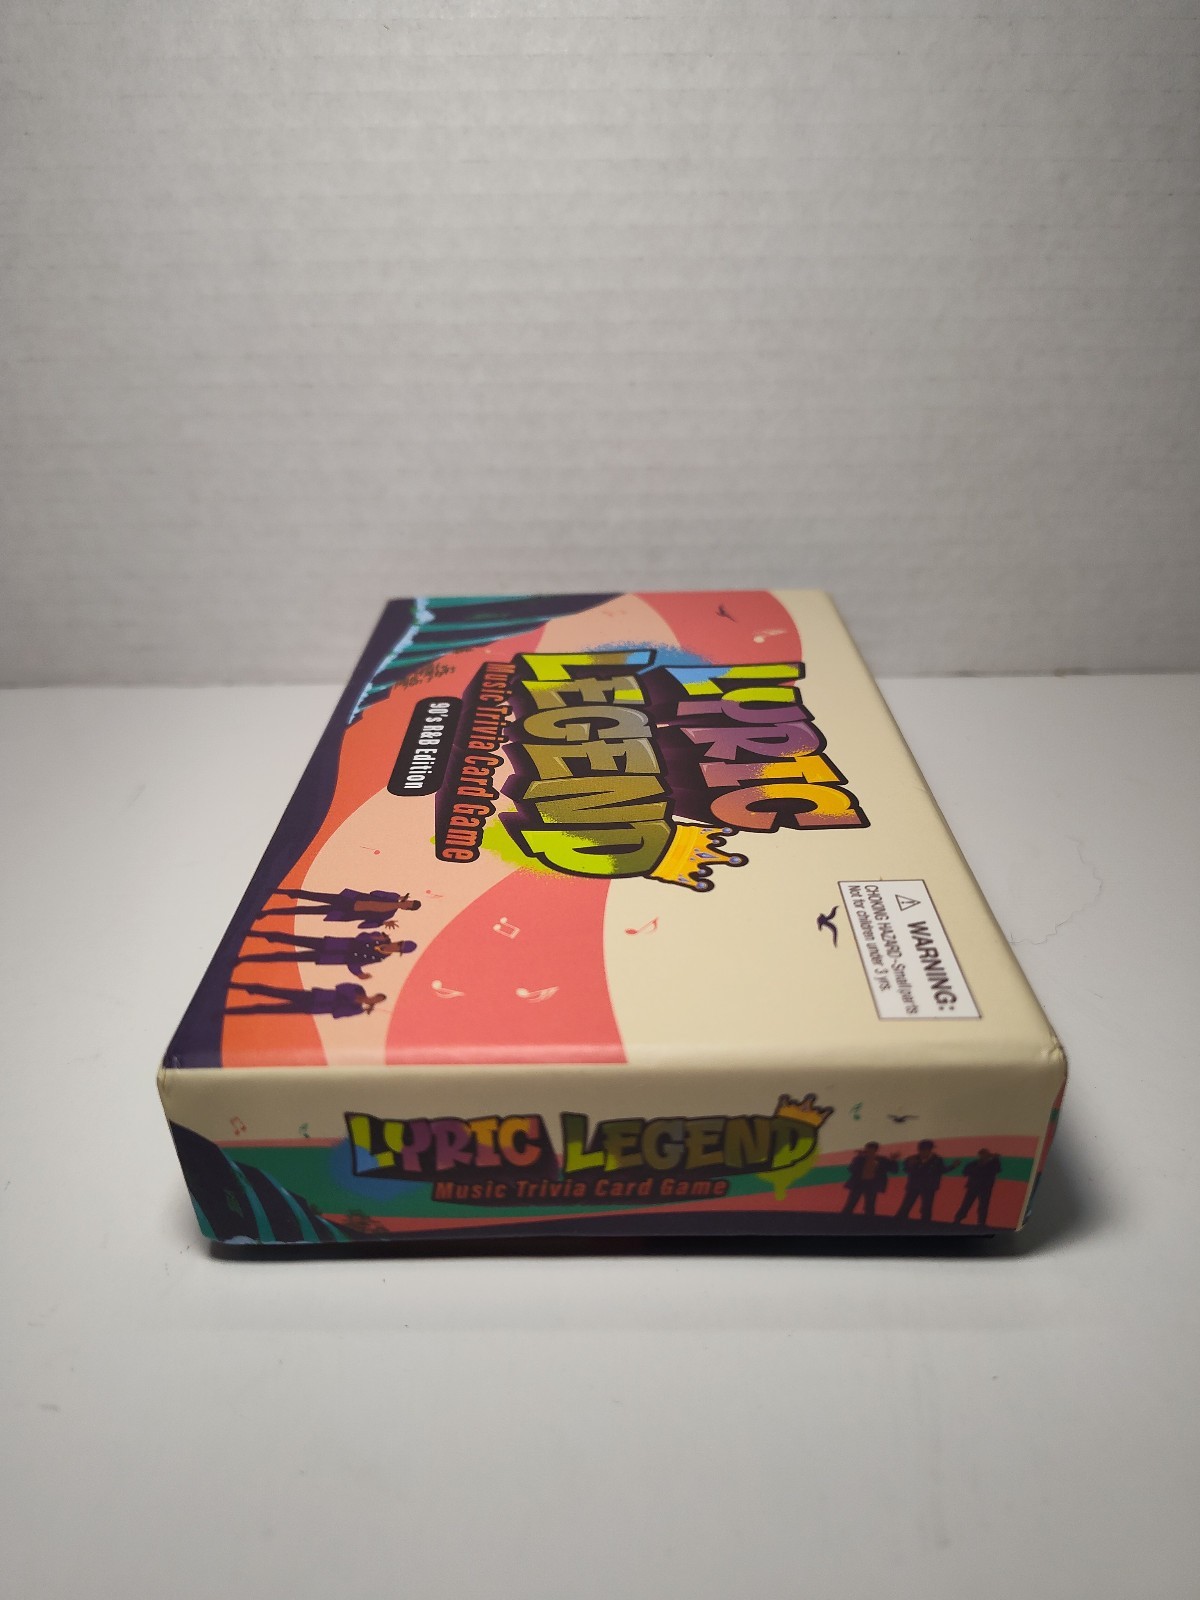 LYRIC
LEGEND
Music Trivia Card Game
90's R&B Edition
⚠ WARNING:
CHOKING HAZARD-Small parts
Not for children under 3 yrs.
LYRIC LEGEND
Music Trivia Card Game